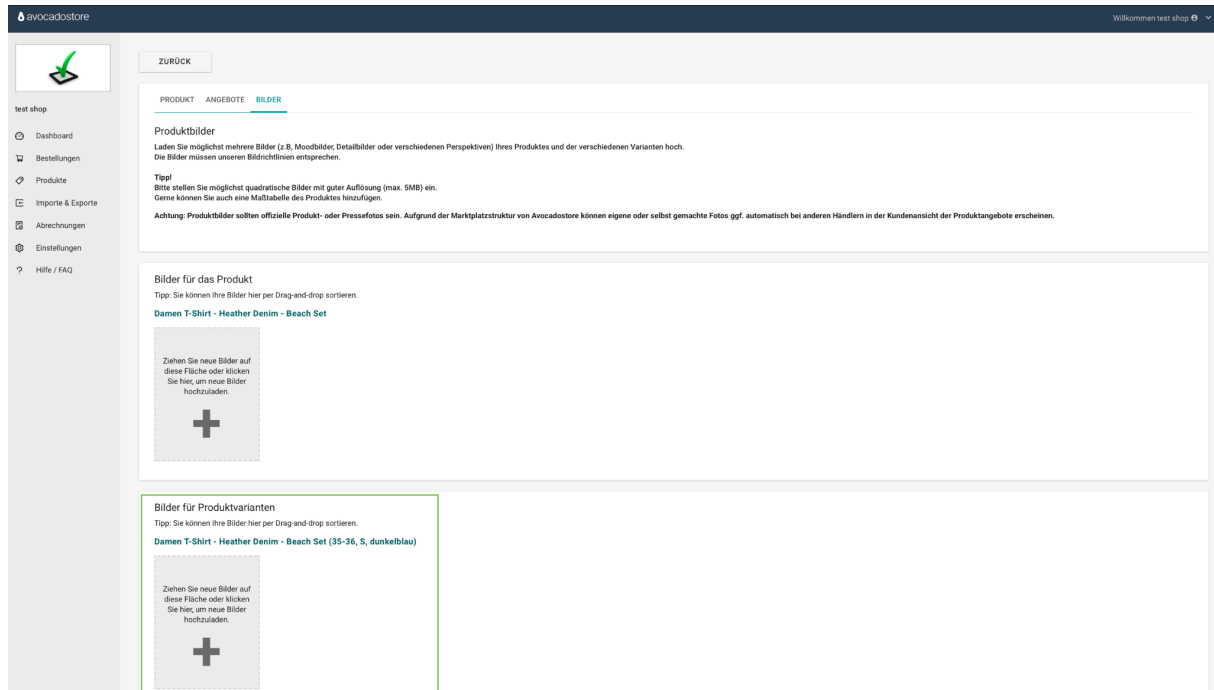 avocadostore
Willkommen test shop
test shop
Dashboard
Bestellungen
Produkte
Importe & Exporte
Abrechnungen
Einstellungen
Hilfe / FAQ
ZURÜCK
PRODUKT ANGEBOTE BILDER
Produktbilder
Laden Sie möglichst mehrere Bilder (z.B, Moodbilder, Detailbilder oder verschiedenen Perspektiven) Ihres Produktes und der verschiedenen Varianten hoch.
Die Bilder müssen unseren Bildrichtlinien entsprechen.
Tipp!
Bitte stellen Sie möglichst quadratische Bilder mit guter Auflösung (max. 5MB) ein.
Gerne können Sie auch eine Maßtabelle des Produktes hinzufügen.
Achtung: Produktbilder sollten offizielle Produkt- oder Pressefotos sein. Aufgrund der Marktplatzstruktur von Avocadostore können eigene oder selbst gemachte Fotos ggf. automatisch bei anderen Händlern in der Kundenansicht der Produktangebote erscheinen.
Bilder für das Produkt
Tipp: Sie können Ihre Bilder hier per Drag-and-drop sortieren.
Damen T-Shirt - Heather Denim - Beach Set
Ziehen Sie neue Bilder auf
diese Fläche oder klicken
Sie hier, um neue Bilder
hochzuladen.
Bilder für Produktvarianten
Tipp: Sie können Ihre Bilder hier per Drag-and-drop sortieren.
Damen T-Shirt - Heather Denim - Beach Set (35-36, S, dunkelblau)
Ziehen Sie neue Bilder auf
diese Fläche oder klicken
Sie hier, um neue Bilder
hochzuladen.